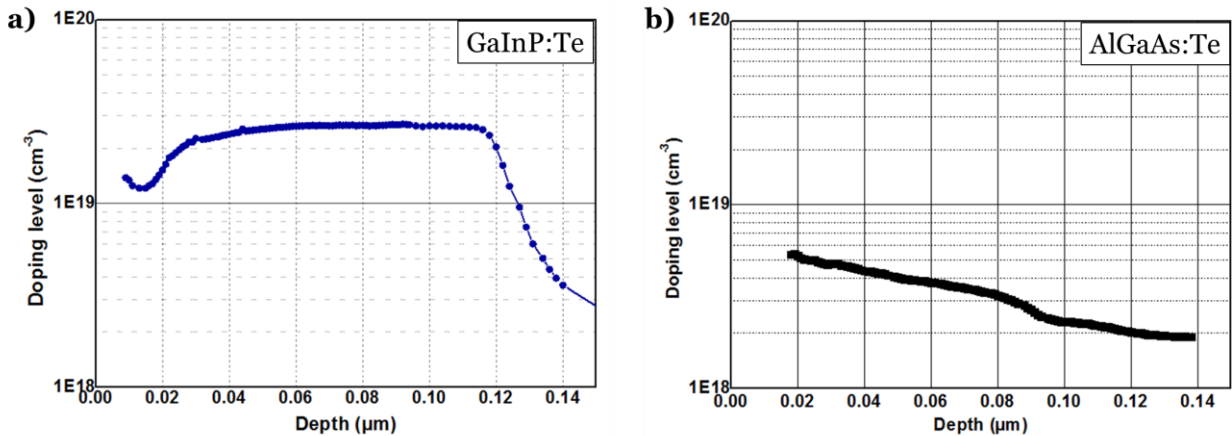 a)
GaInP:Te
1E20
1E19
1E18
Doping level (cm-3)
0.00 0.02 0.04 0.06 0.08 0.10 0.12 0.14
Depth (µm)
b)
AlGaAs:Te
1E20
1E19
1E18
Doping level (cm-3)
0.00 0.02 0.04 0.06 0.08 0.10 0.12 0.14
Depth (µm)